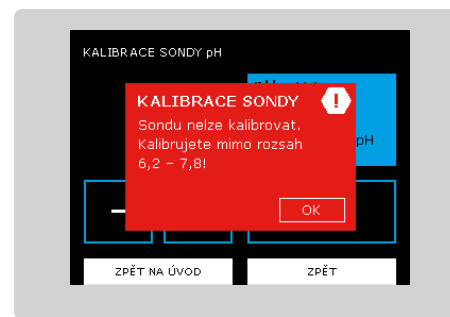 KALIBRACE SONDY pH
KALIBRACE SONDY
!
Sondu nelze kalibrovat.
Kalibrujete mimo rozsah
6,2 – 7,8!
pH
OK
ZPĚT NA ÚVOD
ZPĚT